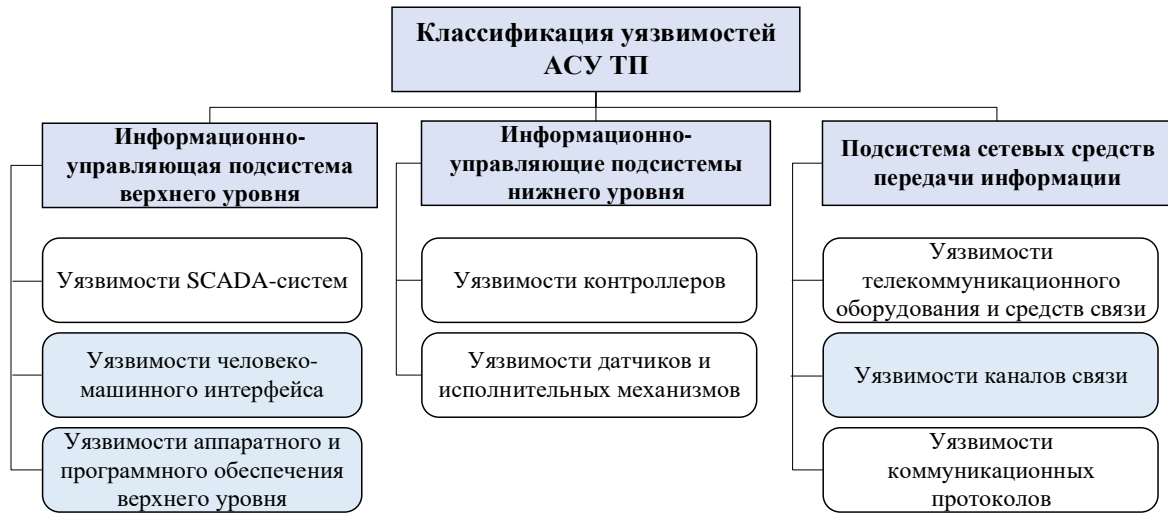 Классификация уязвимостей
АСУ ТП
Информационно-
управляющая подсистема
верхнего уровня
Уязвимости SCADA-систем
Уязвимости человеко-
машинного интерфейса
Уязвимости аппаратного и
программного обеспечения
верхнего уровня
Информационно-
управляющие подсистемы
нижнего уровня
Уязвимости контроллеров
Уязвимости датчиков и
исполнительных механизмов
Подсистема сетевых средств
передачи информации
Уязвимости
телекоммуникационного
оборудования и средств связи
Уязвимости каналов связи
Уязвимости
коммуникационных
протоколов